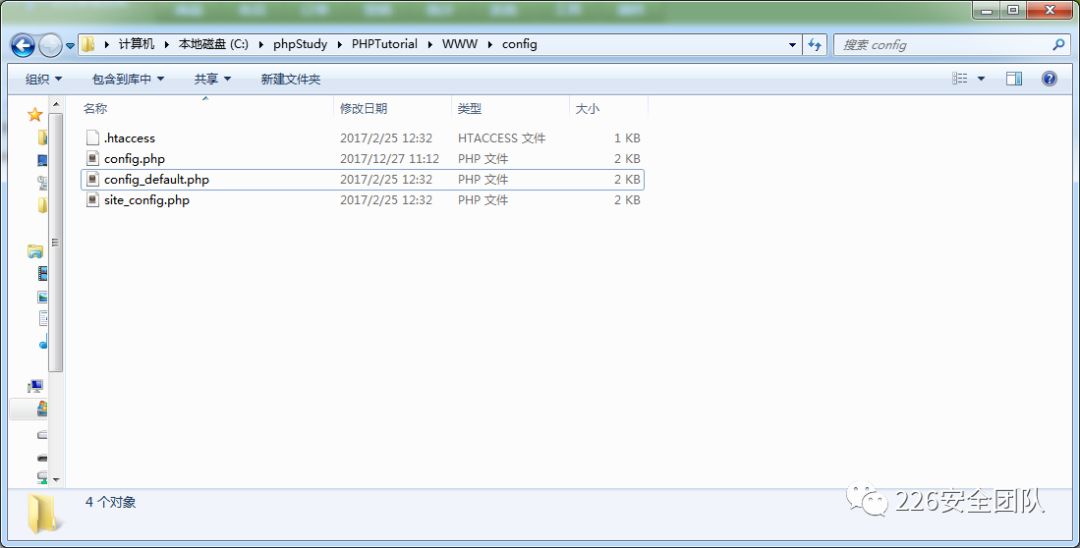 计算机 本地磁盘 (C:) phpStudy PHPTutorial WWW config 搜索 config
组织 包含到库中 共享 新建文件夹
名称 修改日期 类型 大小
.htaccess 2017/2/25 12:32 HTACCESS 文件 1 KB
config.php 2017/12/27 11:12 PHP 文件 2 KB
config_default.php 2017/2/25 12:32 PHP 文件 2 KB
site_config.php 2017/2/25 12:32 PHP 文件 2 KB
4 个对象
226安全团队